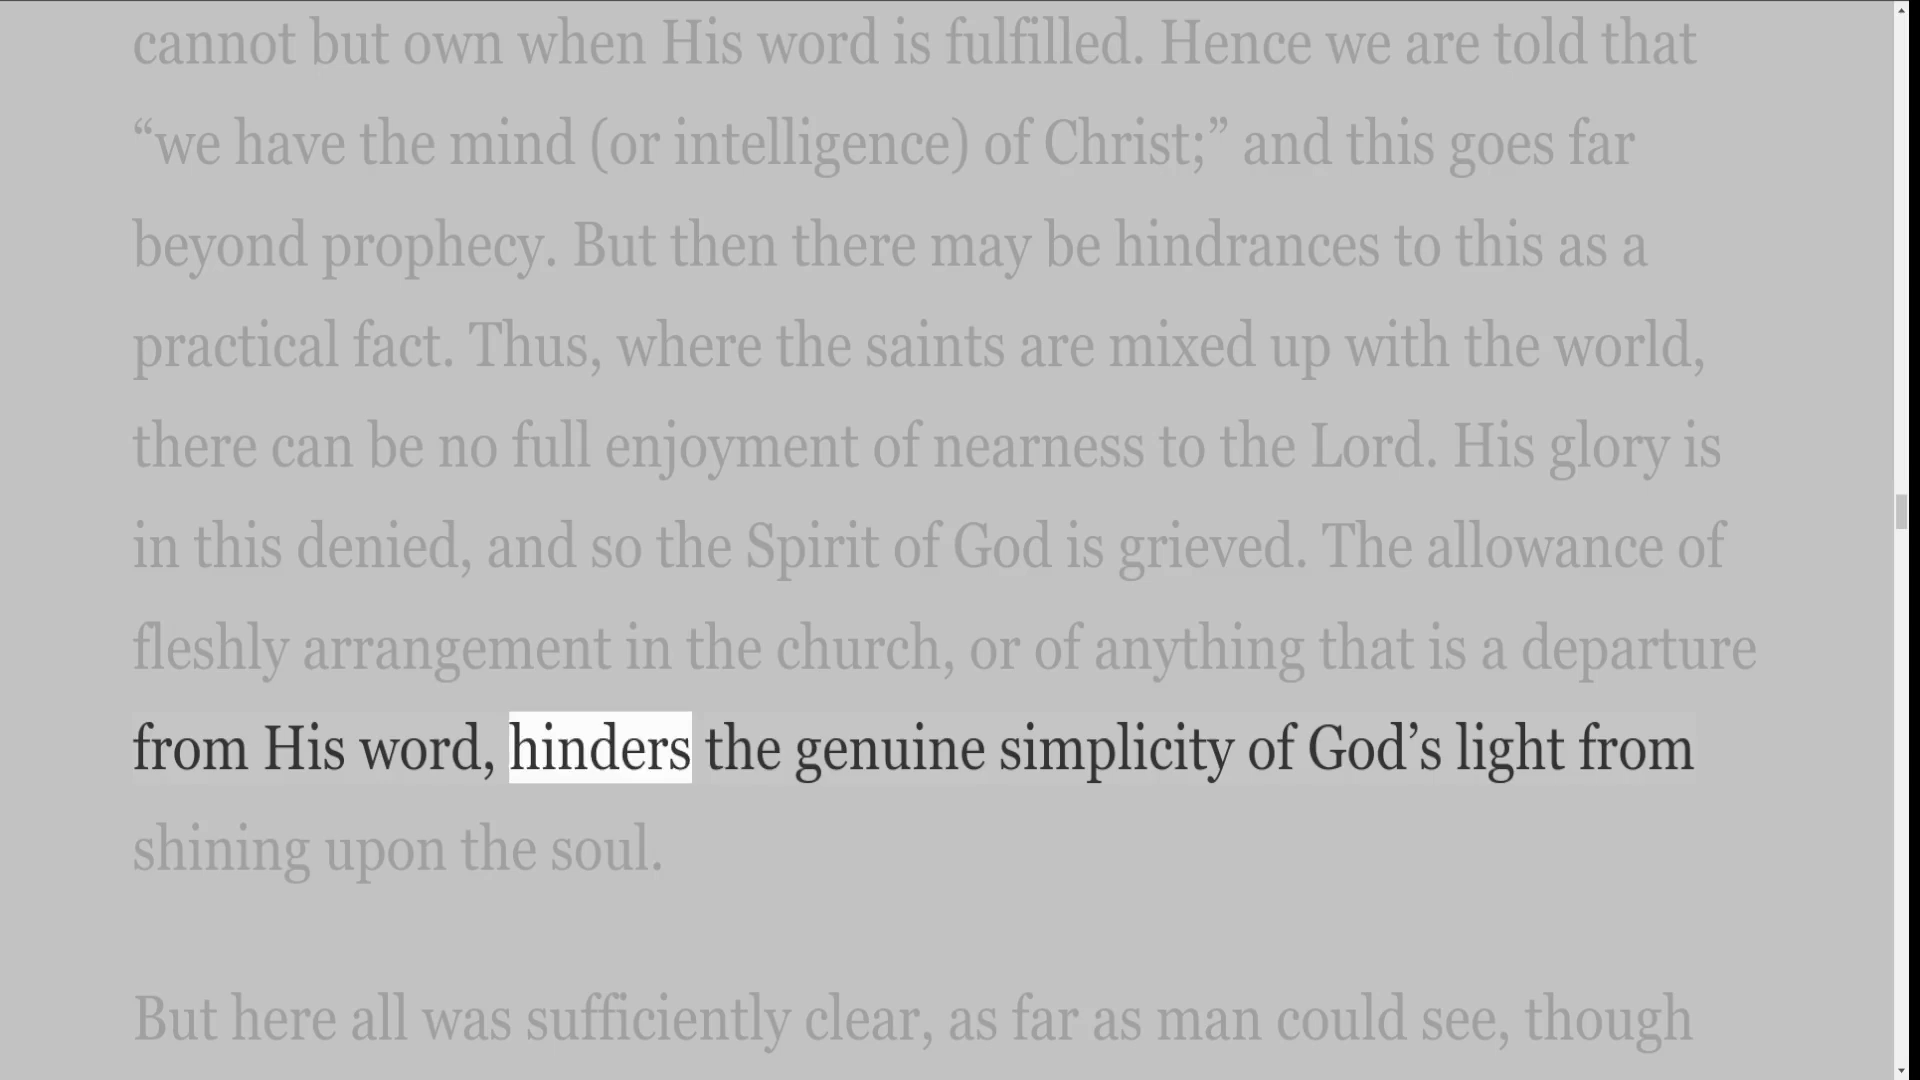 cannot but own when His word is fulfilled. Hence we are told that
“we have the mind (or intelligence) of Christ;” and this goes far
beyond prophecy. But then there may be hindrances to this as a
practical fact. Thus, where the saints are mixed up with the world,
there can be no full enjoyment of nearness to the Lord. His glory is
in this denied, and so the Spirit of God is grieved. The allowance of
fleshly arrangement in the church, or of anything that is a departure
from His word, hinders the genuine simplicity of God’s light from
shining upon the soul.
But here all was sufficiently clear, as far as man could see, though